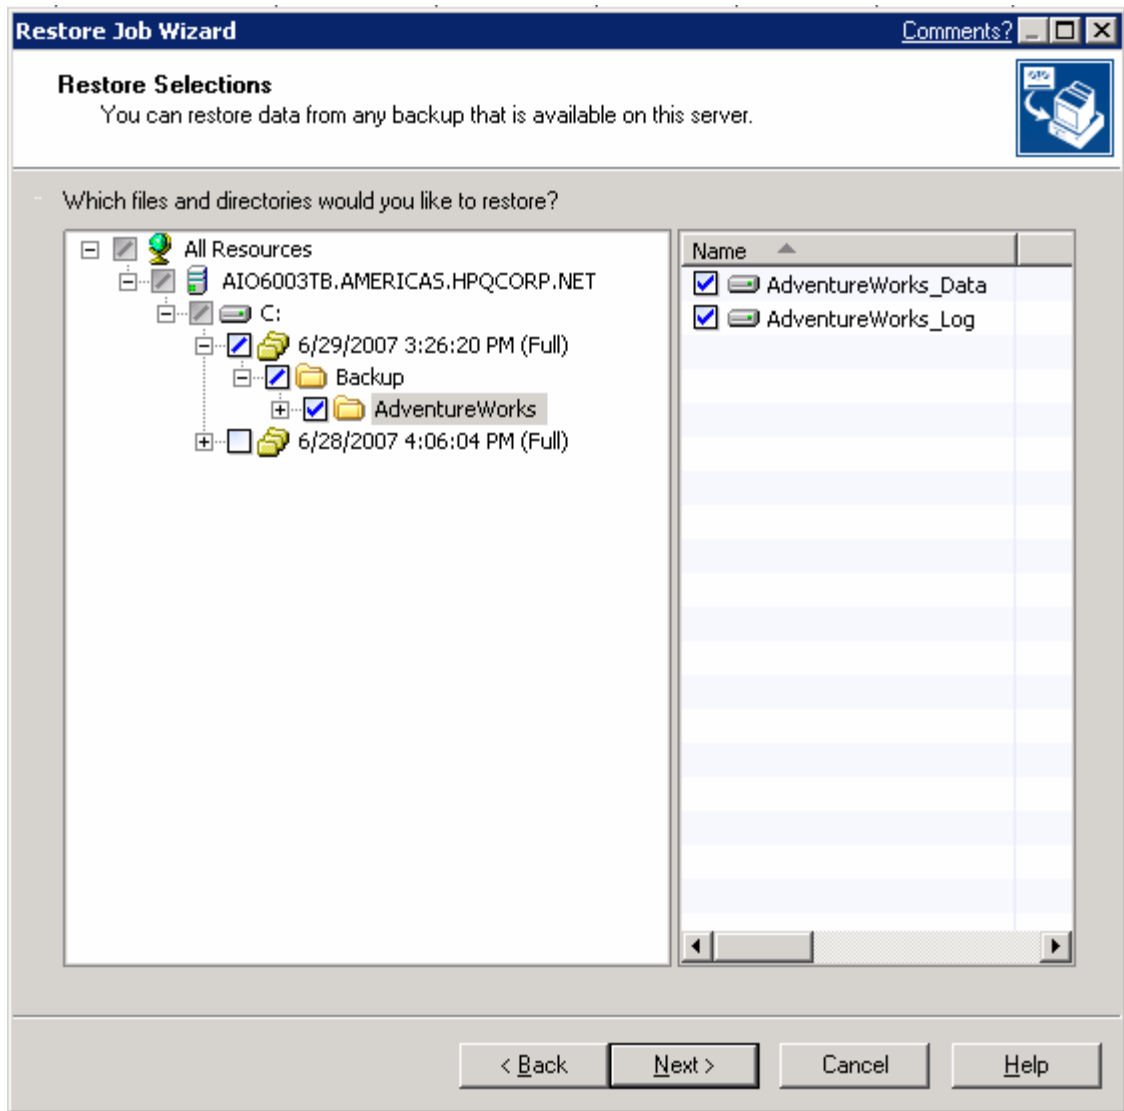 Restore Job Wizard Comments?
Restore Selections
You can restore data from any backup that is available on this server.
Which files and directories would you like to restore?
All Resources
AIO6003TB.AMERICAS.HPQCORP.NET
C:
6/29/2007 3:26:20 PM (Full)
Backup
AdventureWorks
6/28/2007 4:06:04 PM (Full)
Name
AdventureWorks_Data
AdventureWorks_Log
< Back Next > Cancel Help